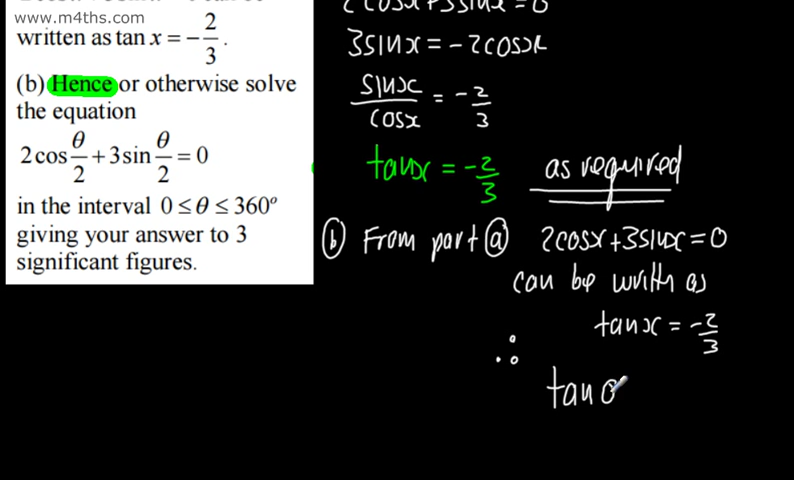 www.m4ths.com
written as tan x = -2/3.
(b) Hence or otherwise solve
the equation
2cos θ/2 + 3sin θ/2 = 0
in the interval 0 ≤ θ ≤ 360°
giving your answer to 3
significant figures.
3sinx = -2cosx
sinx/cosx = -2/3
tanx = -2/3 as required
(b) From part (a) 2cosx+3sinx=0
can be written as
tanx = -2/3
∴
tan